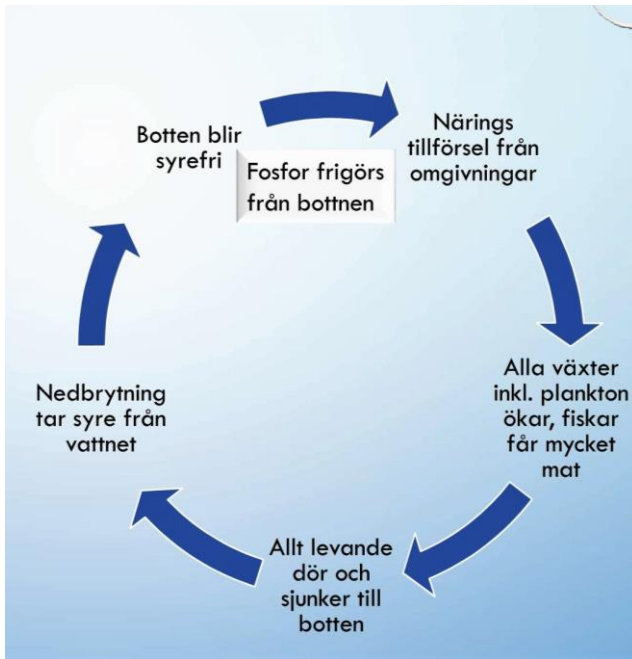 Botten blir
syrefri
Fosfor frigörs
från bottnen
Närings
tillförsel från
omgivningar
Alla växter
inkl. plankton
ökar, fiskar
får mycket
mat
Allt levande
dör och
sjunker till
botten
Nedbrytning
tar syre från
vattnet